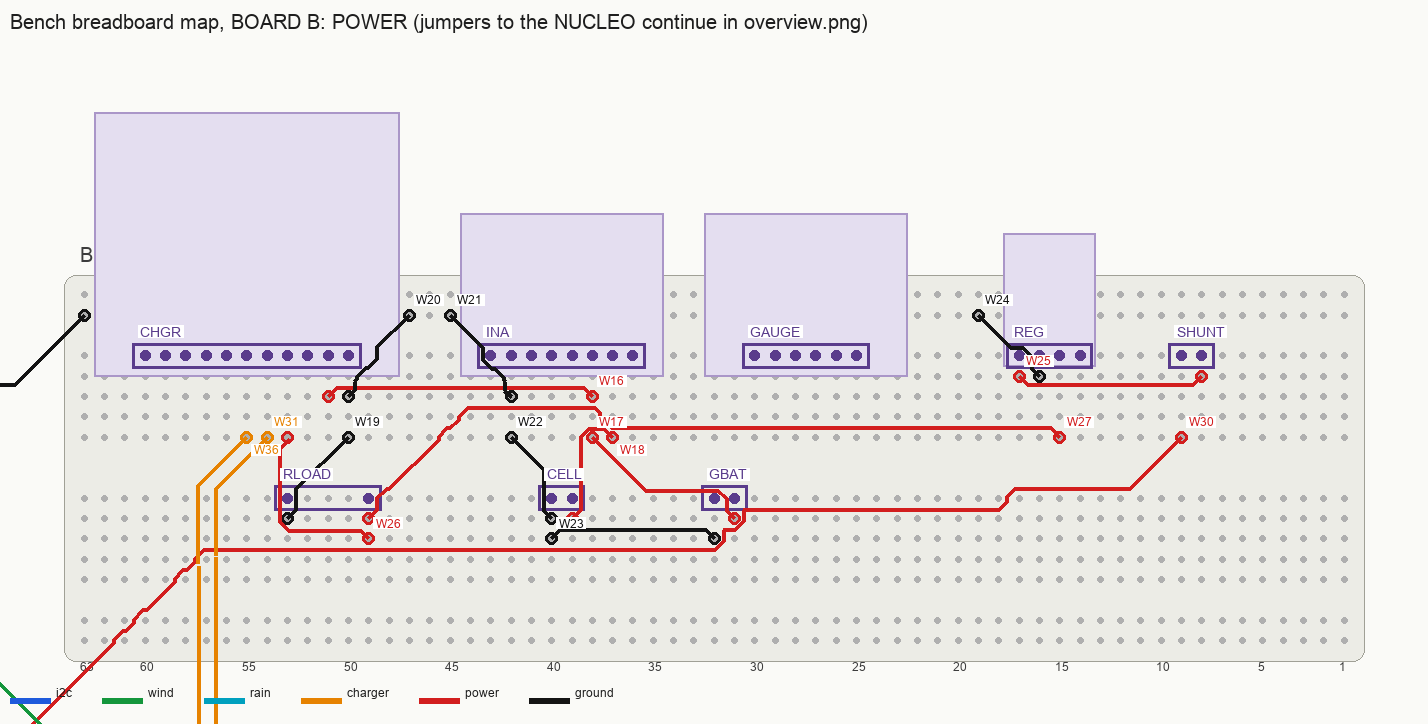 Bench breadboard map, BOARD B: POWER (jumpers to the NUCLEO continue in overview.png)
B
W20 W21 W24
CHGR INA GAUGE REG SHUNT
W25
W16
W31 W19 W22 W17 W27 W30
W36 W18
RLOAD CELL GBAT
W26 W23
63 60 55 50 45 40 35 30 25 20 15 10 5 1
i2c wind rain charger power ground